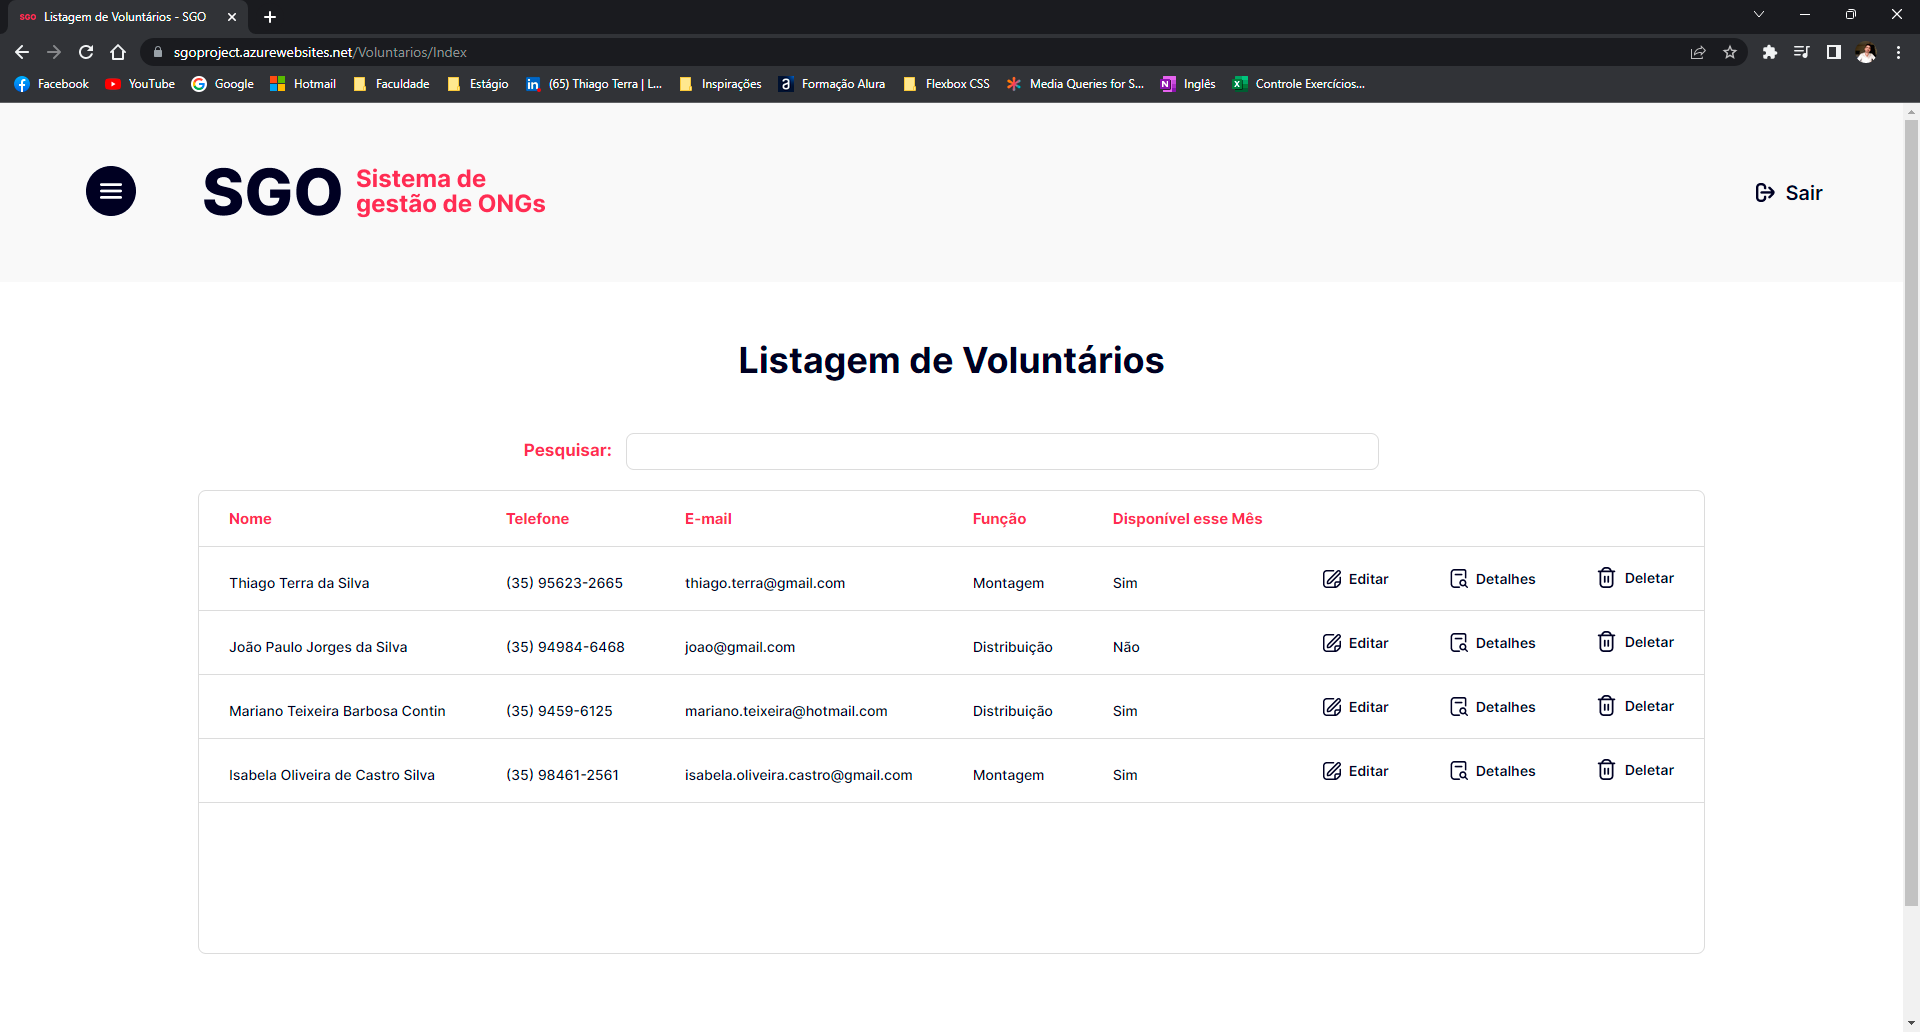 SGO Listagem de Voluntários - SGO
sgoproject.azurewebsites.net/Voluntarios/Index
Facebook YouTube Google Hotmail Faculdade Estágio in (65) Thiago Terra | L... Inspirações a Formação Alura Flexbox CSS Media Queries for S... N Inglês X Controle Exercícios...
SGO Sistema de
gestão de ONGs
Sair
Listagem de Voluntários
Pesquisar:
Nome Telefone E-mail Função Disponível esse Mês
Thiago Terra da Silva (35) 95623-2665 thiago.terra@gmail.com Montagem Sim Editar Detalhes Deletar
João Paulo Jorges da Silva (35) 94984-6468 joao@gmail.com Distribuição Não Editar Detalhes Deletar
Mariano Teixeira Barbosa Contin (35) 9459-6125 mariano.teixeira@hotmail.com Distribuição Sim Editar Detalhes Deletar
Isabela Oliveira de Castro Silva (35) 98461-2561 isabela.oliveira.castro@gmail.com Montagem Sim Editar Detalhes Deletar